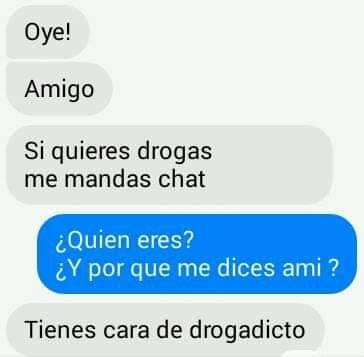 Oye!
Amigo
Si quieres drogas
me mandas chat
¿Quien eres?
¿Y por que me dices ami ?
Tienes cara de drogadicto